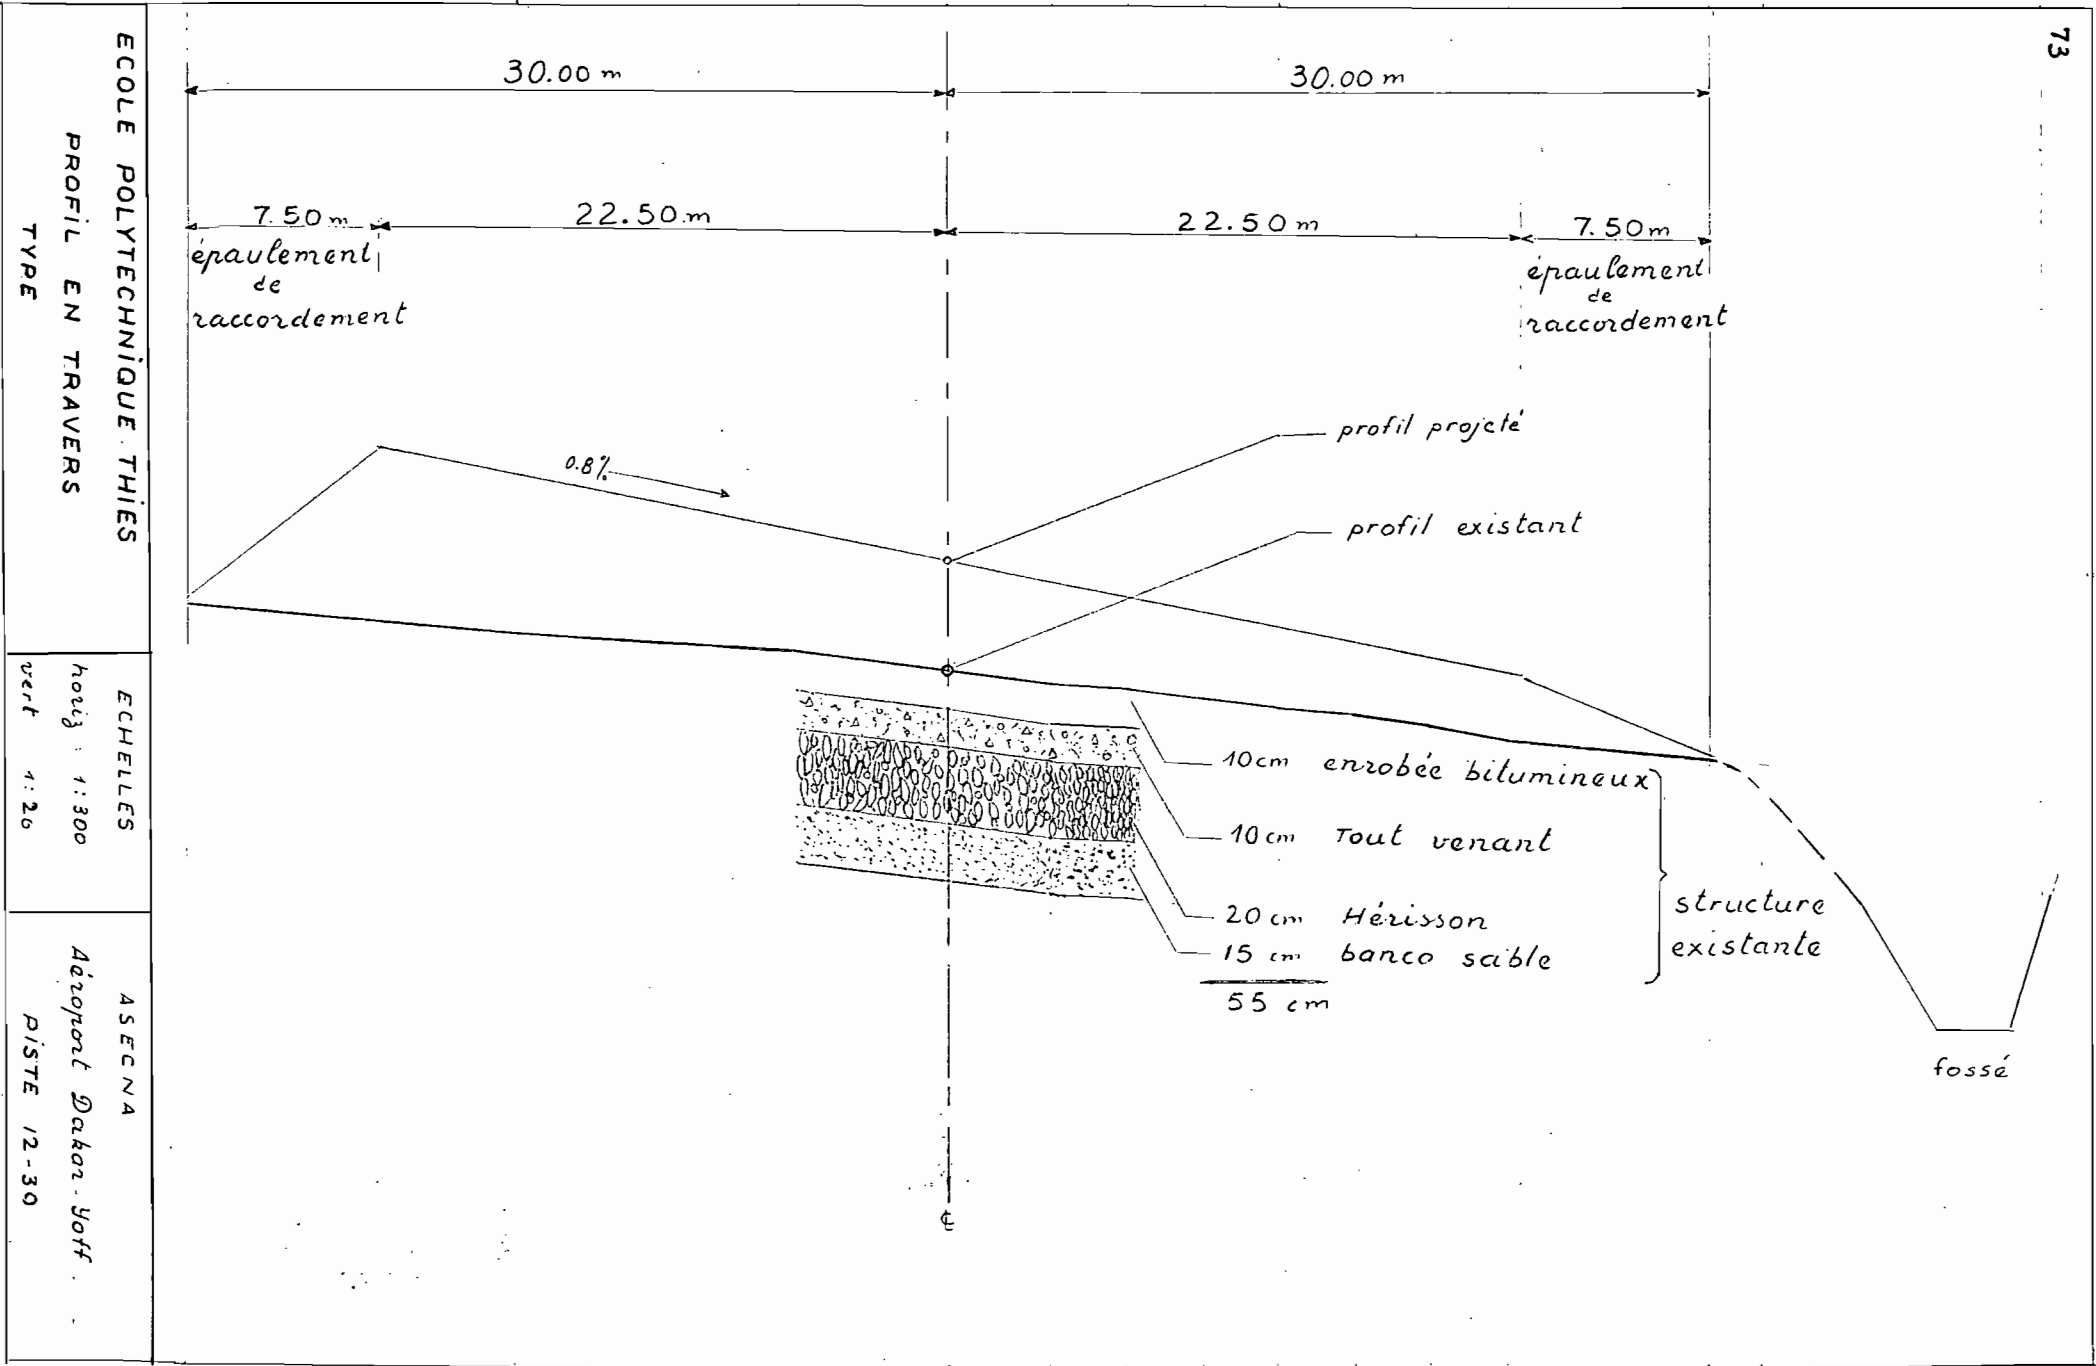 73
30.00 m
30.00 m
7.50 m
22.50 m
22.50 m
7.50 m
épaulement
de
raccordement
épaulement
de
raccordement
0.8%
profil projeté
profil existant
10 cm enrobée bitumineux
10 cm Tout venant
20 cm Hérisson
15 cm banco sable
55 cm
structure
existante
fossé
℄
ECOLE POLYTECHNIQUE THIES
PROFIL EN TRAVERS
TYPE
ECHELLES
horiz : 1:300
vert 1:20
ASECNA
Aéroport Dakar-Yoff
PISTE 12-30